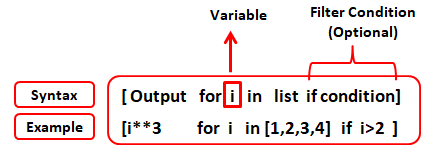 Variable
Filter Condition
(Optional)
Syntax
[ Output for i in list if condition]
Example
[i**3 for i in [1,2,3,4] if i>2 ]